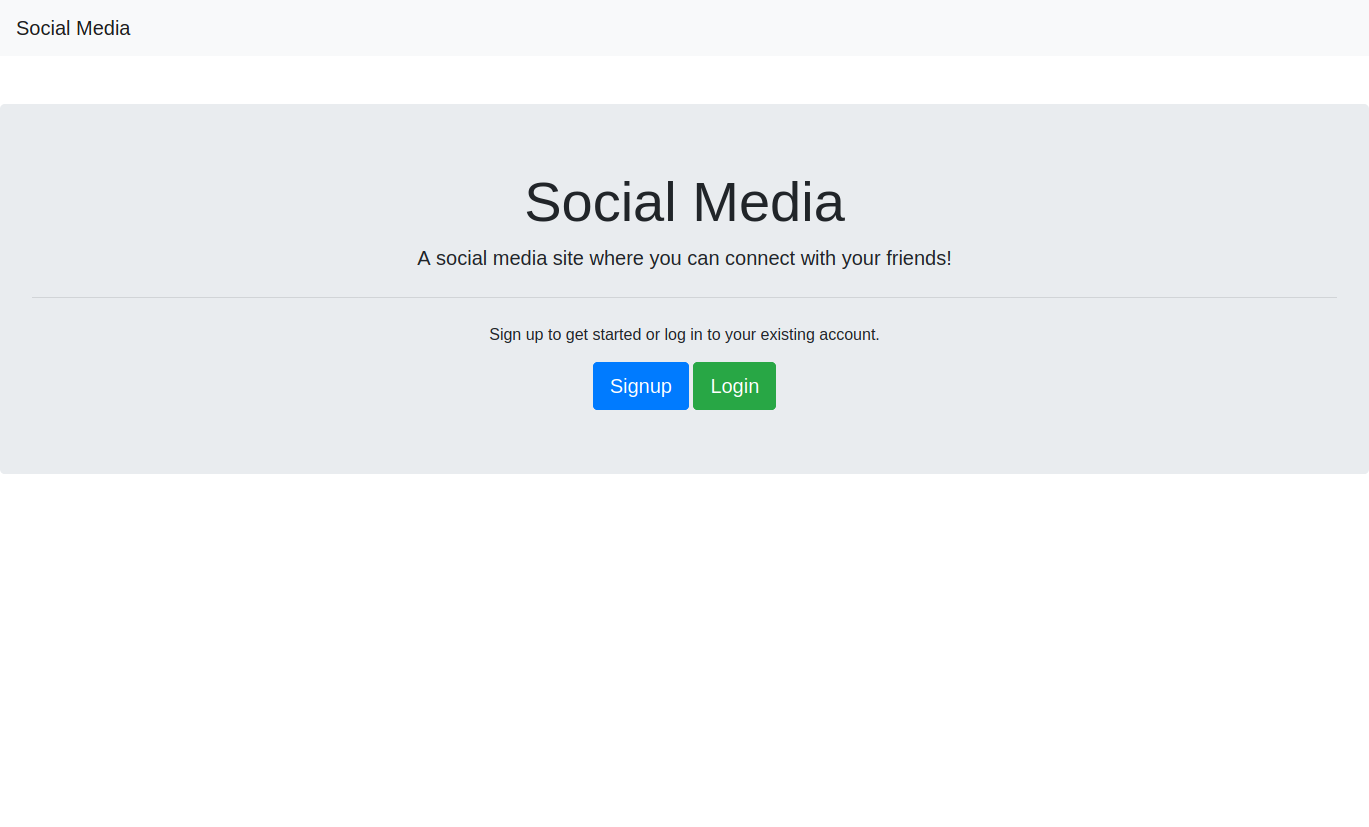 Social Media
Social Media
A social media site where you can connect with your friends!
Sign up to get started or log in to your existing account.
Signup Login